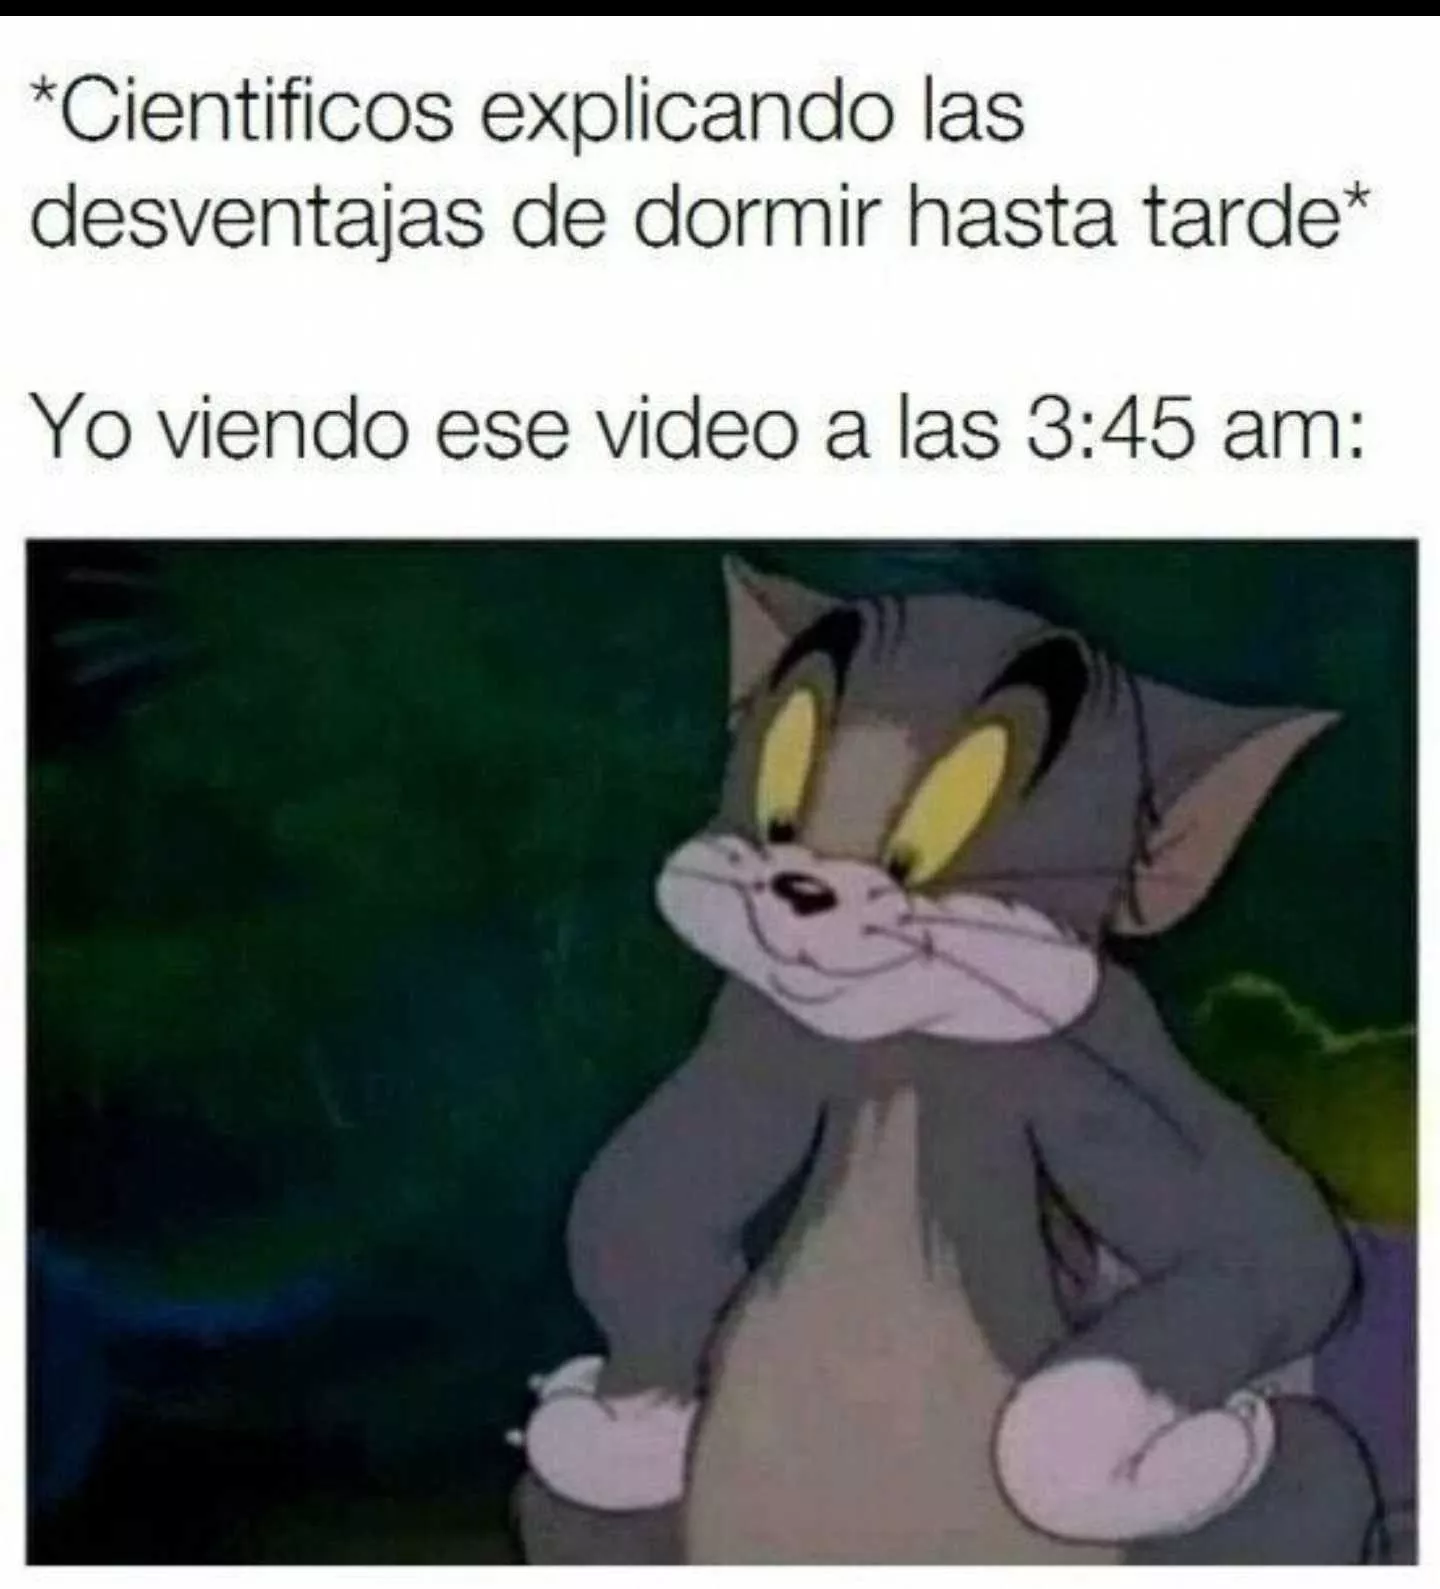 *Cientificos explicando las
desventajas de dormir hasta tarde*
Yo viendo ese video a las 3:45 am: